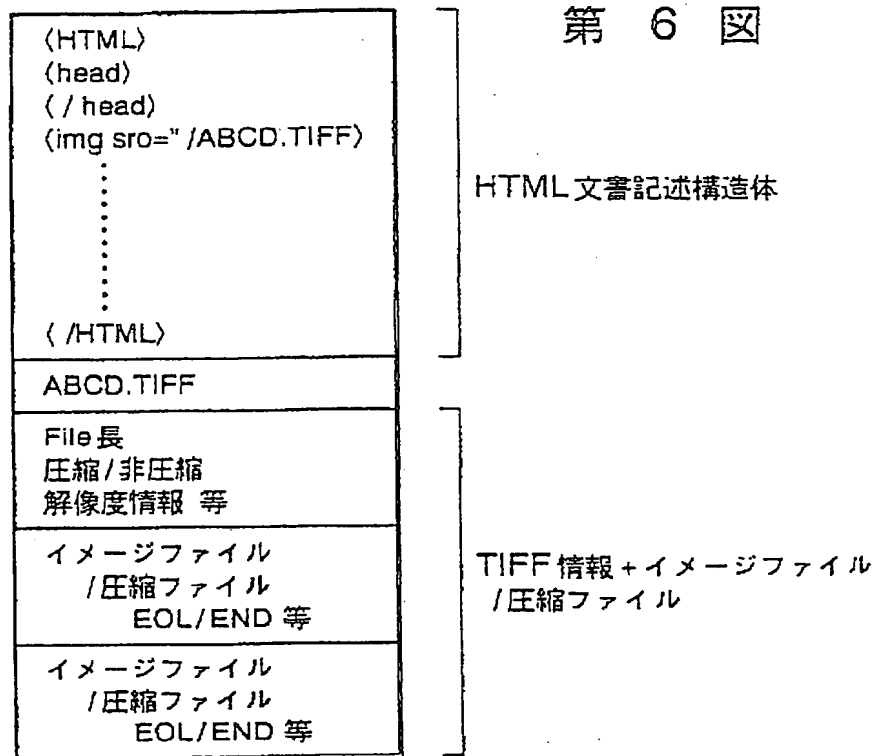 第 6 図
〈HTML〉
〈head〉
〈 / head〉
〈img sro=" /ABCD.TIFF〉
〈 /HTML〉
HTML文書記述構造体
ABCD.TIFF
File長
圧縮/非圧縮
解像度情報 等
イメージファイル
/圧縮ファイル
EOL/END 等
イメージファイル
/圧縮ファイル
EOL/END 等
TIFF 情報+イメージファイル
/圧縮ファイル